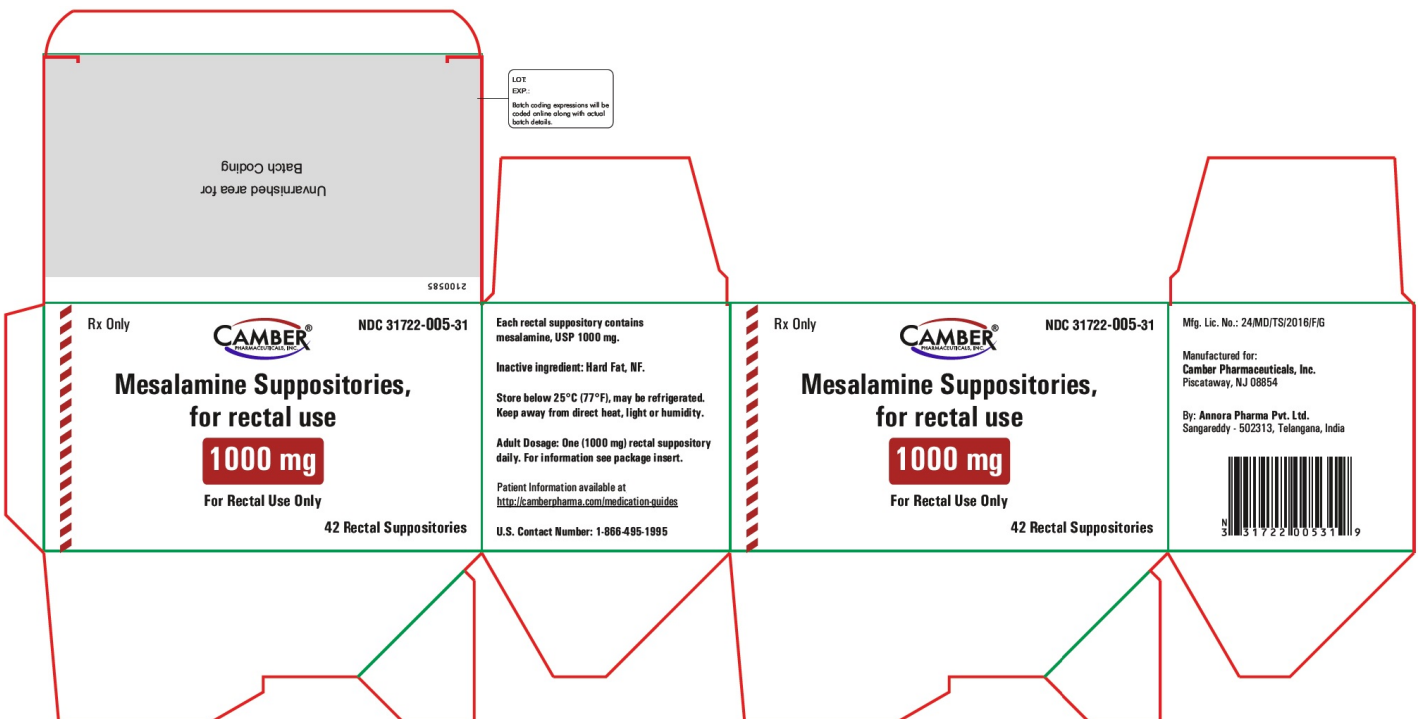 LOT:
EXP.:
Batch coding expressions will be
coded online along with actual
batch details.
Unvarnished area for
Batch Coding
2100585
Rx Only
CAMBER®
PHARMACEUTICALS, INC.
NDC 31722-005-31
Mesalamine Suppositories,
for rectal use
1000 mg
For Rectal Use Only
42 Rectal Suppositories
Each rectal suppository contains
mesalamine, USP 1000 mg.
Inactive ingredient: Hard Fat, NF.
Store below 25°C (77°F), may be refrigerated.
Keep away from direct heat, light or humidity.
Adult Dosage: One (1000 mg) rectal suppository
daily. For information see package insert.
Patient Information available at
http://camberpharma.com/medication-guides
U.S. Contact Number: 1-866-495-1995
Rx Only
CAMBER®
PHARMACEUTICALS, INC.
NDC 31722-005-31
Mesalamine Suppositories,
for rectal use
1000 mg
For Rectal Use Only
42 Rectal Suppositories
Mfg. Lic. No.: 24/MD/TS/2016/F/G
Manufactured for:
Camber Pharmaceuticals, Inc.
Piscataway, NJ 08854
By: Annora Pharma Pvt. Ltd.
Sangareddy - 502313, Telangana, India
N
3 31722 00531 9